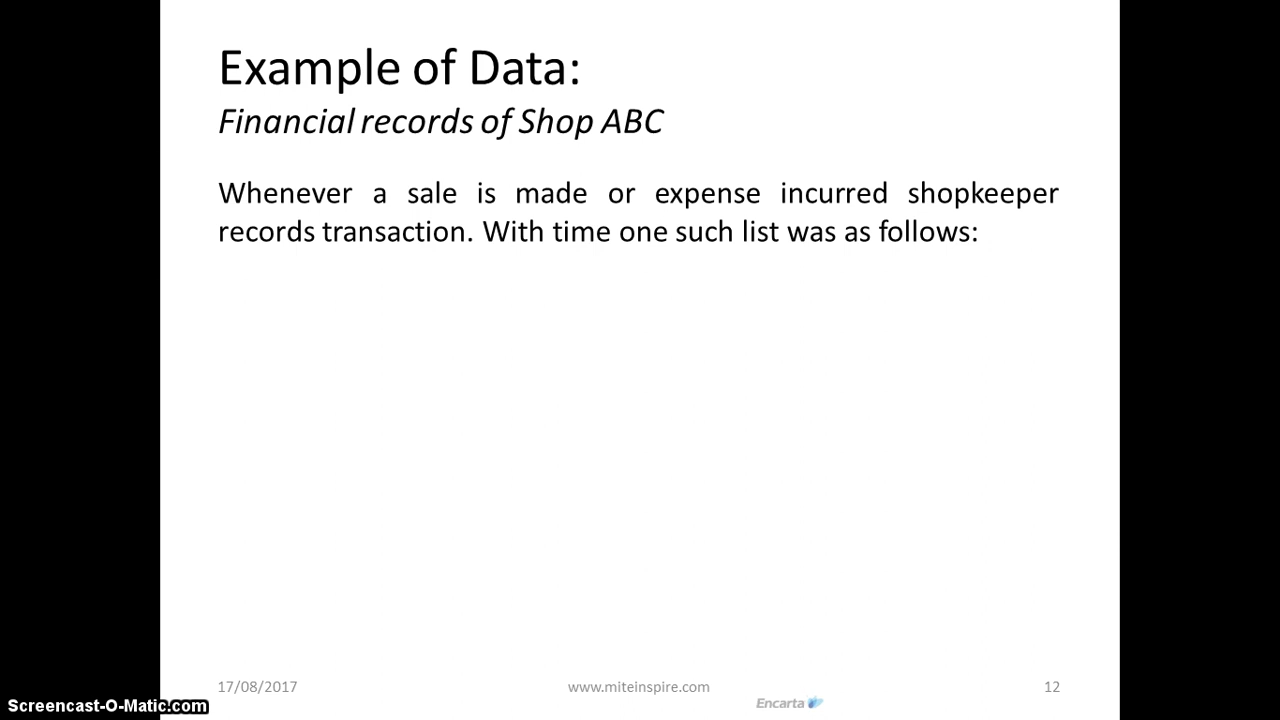 Example of Data:
Financial records of Shop ABC
Whenever a sale is made or expense incurred shopkeeper
records transaction. With time one such list was as follows:
17/08/2017
www.miteinspire.com
12
Encarta
Screencast-O-Matic.com